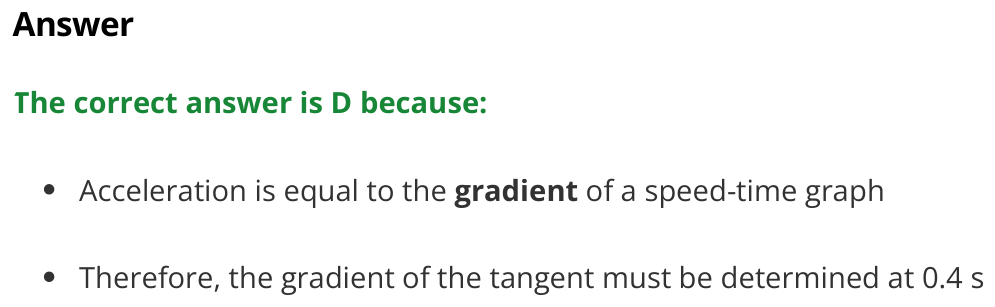 Answer
The correct answer is D because:
• Acceleration is equal to the gradient of a speed-time graph
• Therefore, the gradient of the tangent must be determined at 0.4 s